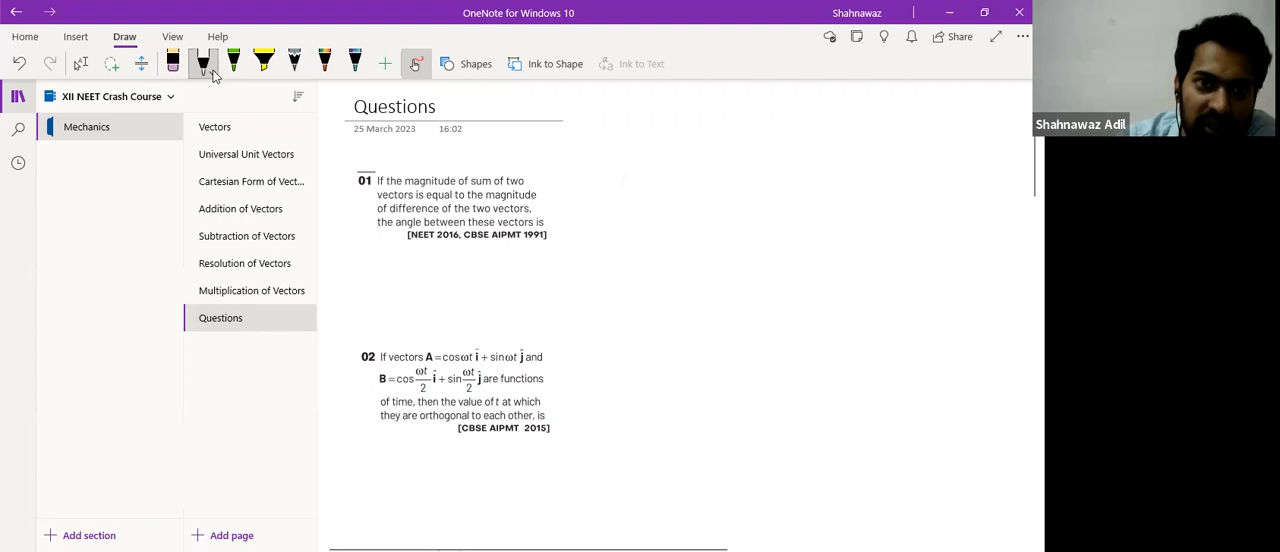 OneNote for Windows 10
Shahnawaz
Home Insert Draw View Help
Share
Shapes Ink to Shape Ink to Text
XII NEET Crash Course
Mechanics
Vectors
Universal Unit Vectors
Cartesian Form of Vect...
Addition of Vectors
Subtraction of Vectors
Resolution of Vectors
Multiplication of Vectors
Questions
Add section
Add page
Questions
25 March 2023 16:02
01 If the magnitude of sum of two
vectors is equal to the magnitude
of difference of the two vectors,
the angle between these vectors is
[NEET 2016, CBSE AIPMT 1991]
02 If vectors A = cos ωt î + sin ωt ĵ and
B = cos ωt/2 î + sin ωt/2 ĵ are functions
of time, then the value of t at which
they are orthogonal to each other, is
[CBSE AIPMT 2015]
Shahnawaz Adil